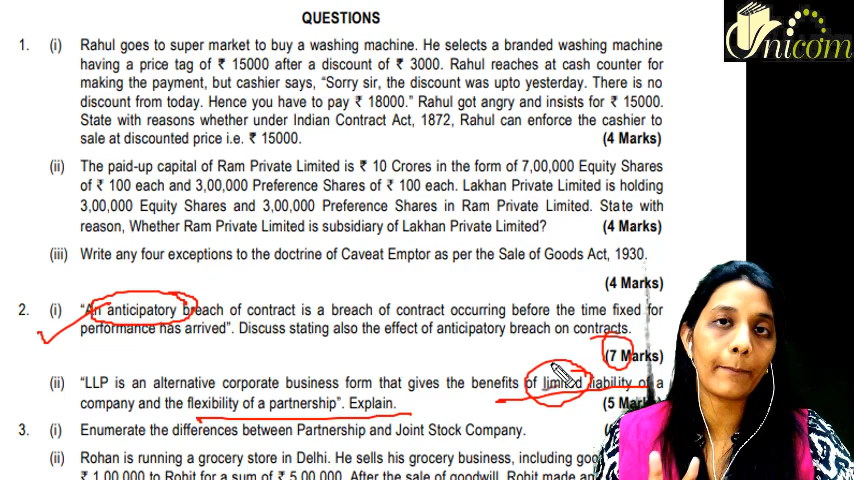 QUESTIONS
1. (i) Rahul goes to super market to buy a washing machine. He selects a branded washing machine
having a price tag of ₹ 15000 after a discount of ₹ 3000. Rahul reaches at cash counter for
making the payment, but cashier says, “Sorry sir, the discount was upto yesterday. There is no
discount from today. Hence you have to pay ₹ 18000.” Rahul got angry and insists for ₹ 15000.
State with reasons whether under Indian Contract Act, 1872, Rahul can enforce the cashier to
sale at discounted price i.e. ₹ 15000. (4 Marks)
(ii) The paid-up capital of Ram Private Limited is ₹ 10 Crores in the form of 7,00,000 Equity Shares
of ₹ 100 each and 3,00,000 Preference Shares of ₹ 100 each. Lakhan Private Limited is holding
3,00,000 Equity Shares and 3,00,000 Preference Shares in Ram Private Limited. State with
reason, Whether Ram Private Limited is subsidiary of Lakhan Private Limited? (4 Marks)
(iii) Write any four exceptions to the doctrine of Caveat Emptor as per the Sale of Goods Act, 1930.
(4 Marks)
2. (i) “An anticipatory breach of contract is a breach of contract occurring before the time fixed for
performance has arrived”. Discuss stating also the effect of anticipatory breach on contracts.
(7 Marks)
(ii) “LLP is an alternative corporate business form that gives the benefits of limited liability of a
company and the flexibility of a partnership”. Explain. (5 Marks)
3. (i) Enumerate the differences between Partnership and Joint Stock Company.
(ii) Rohan is running a grocery store in Delhi. He sells his grocery business, including
₹ 1,00,000 to Rohit for a sum of ₹ 5,00,000. After the sale of goodwill, Rohit made
Unicom